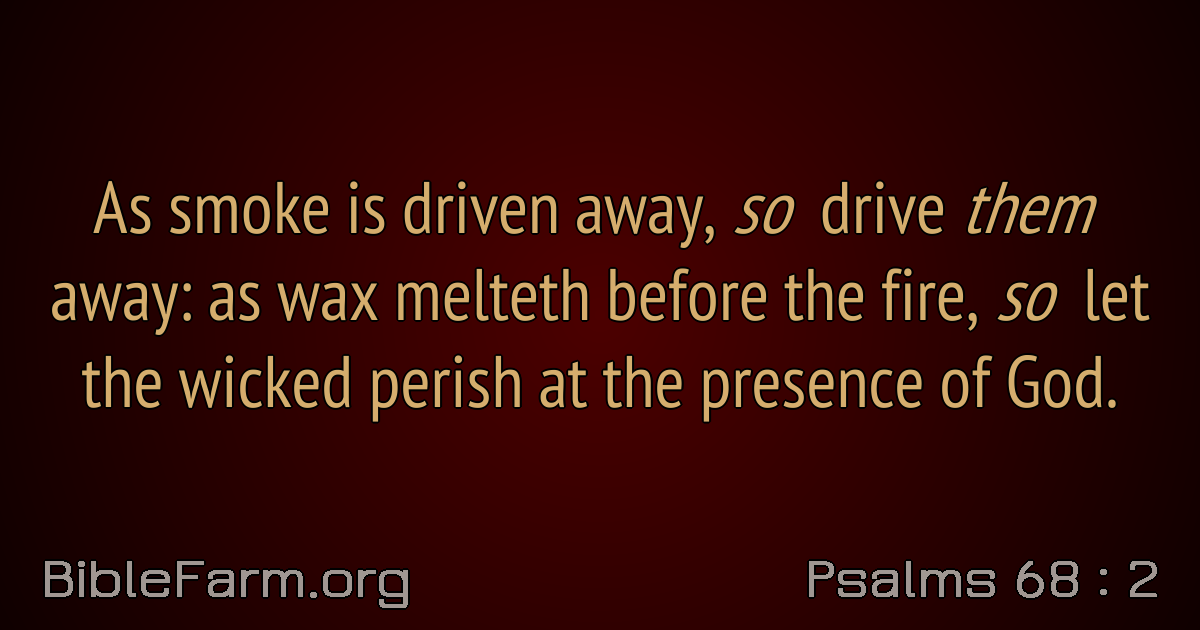 As smoke is driven away, so drive them
away: as wax melteth before the fire, so let
the wicked perish at the presence of God.
BibleFarm.org
Psalms 68 : 2